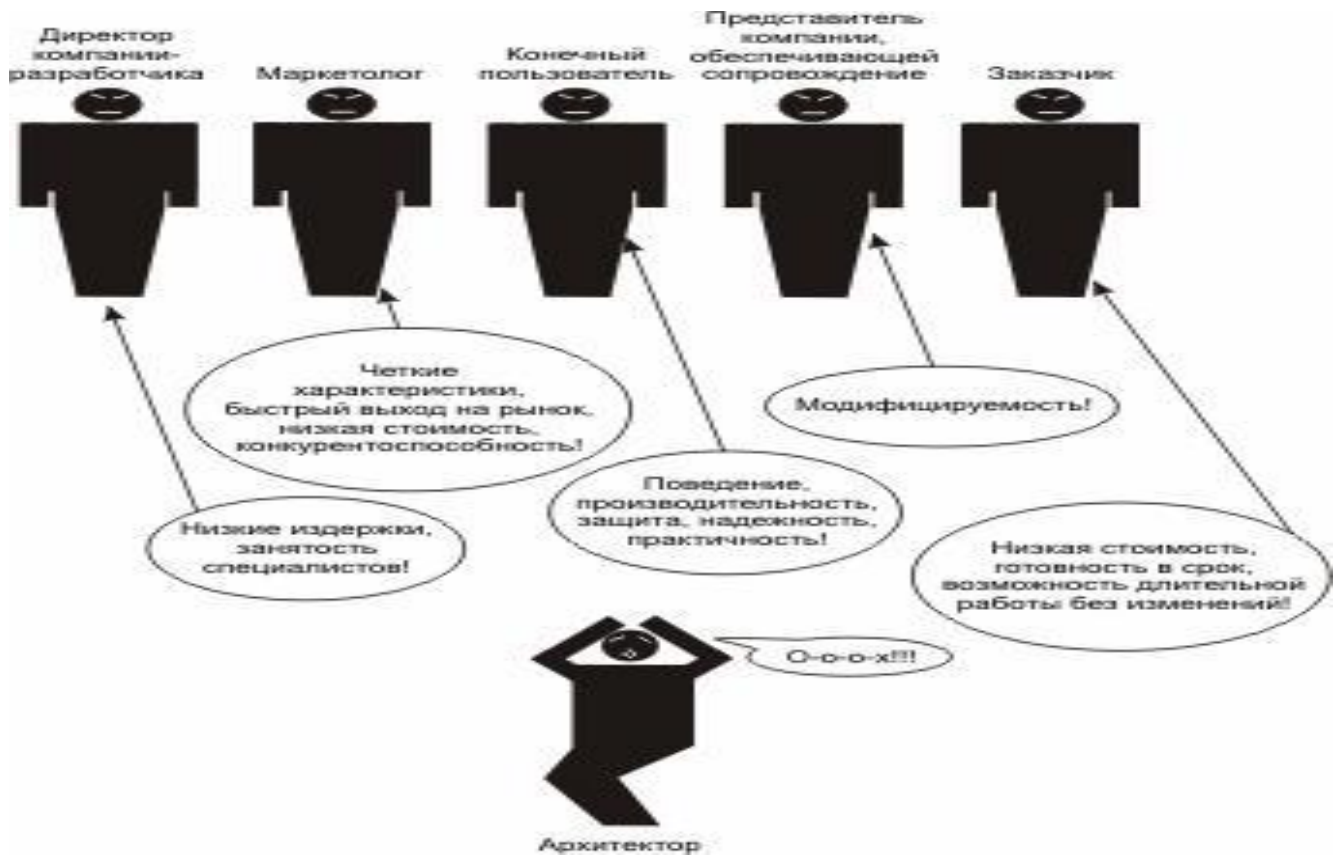 Директор
компании-
разработчика
Маркетолог
Конечный
пользователь
Представитель
компании,
обеспечивающей
сопровождение
Заказчик
Четкие
характеристики,
быстрый выход на рынок,
низкая стоимость,
конкурентоспособность!
Модифицируемость!
Поведение,
производительность,
защита, надежность,
практичность!
Низкие издержки,
занятость
специалистов!
Низкая стоимость,
готовность в срок,
возможность длительной
работы без изменений!
О-о-о-х!!!
Архитектор